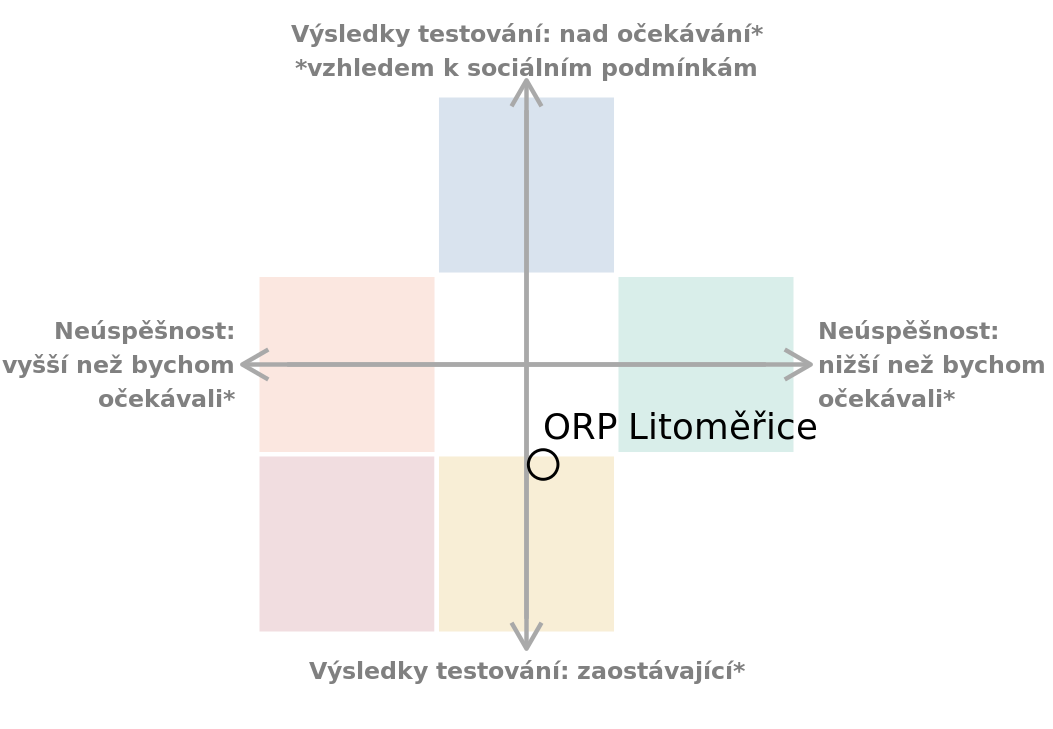 Výsledky testování: nad očekávání*
*vzhledem k sociálním podmínkám
Neúspěšnost:
vyšší než bychom
očekávali*
Neúspěšnost:
nižší než bychom
očekávali*
ORP Litoměřice
Výsledky testování: zaostávající*